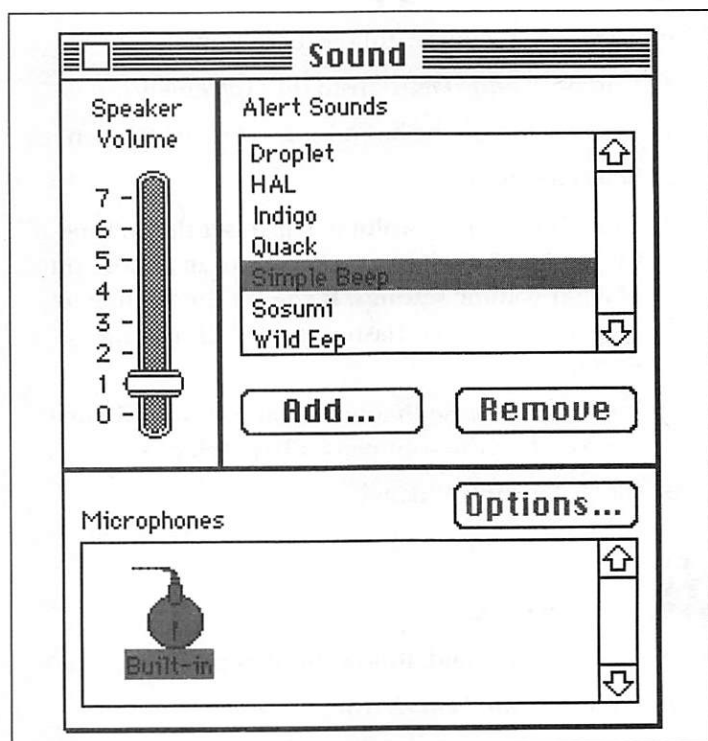 Sound
Speaker
Volume
7
6
5
4
3
2
1
0
Alert Sounds
Droplet
HAL
Indigo
Quack
Simple Beep
Sosumi
Wild Eep
Add...
Remove
Options...
Microphones
Built-in